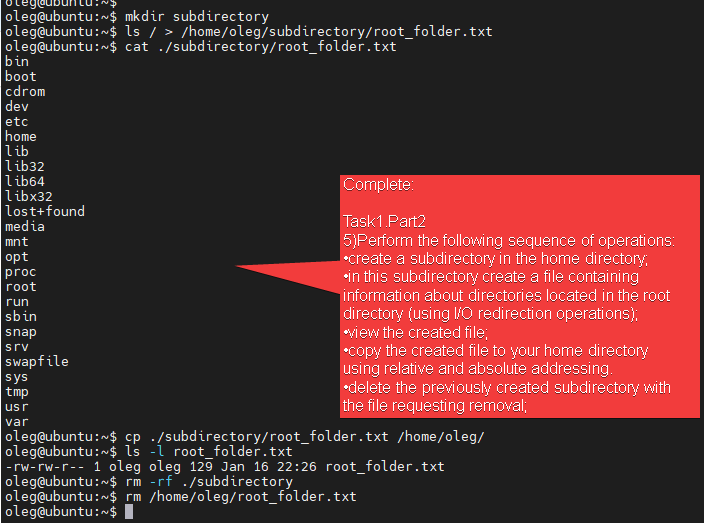 oleg@ubuntu:~$
oleg@ubuntu:~$ mkdir subdirectory
oleg@ubuntu:~$ ls / > /home/oleg/subdirectory/root_folder.txt
oleg@ubuntu:~$ cat ./subdirectory/root_folder.txt
bin
boot
cdrom
dev
etc
home
lib
lib32
lib64
libx32
lost+found
media
mnt
opt
proc
root
run
sbin
snap
srv
swapfile
sys
tmp
usr
var
oleg@ubuntu:~$ cp ./subdirectory/root_folder.txt /home/oleg/
oleg@ubuntu:~$ ls -l root_folder.txt
-rw-rw-r-- 1 oleg oleg 129 Jan 16 22:26 root_folder.txt
oleg@ubuntu:~$ rm -rf ./subdirectory
oleg@ubuntu:~$ rm /home/oleg/root_folder.txt
oleg@ubuntu:~$
Complete:
Task1.Part2
5)Perform the following sequence of operations:
•create a subdirectory in the home directory;
•in this subdirectory create a file containing
information about directories located in the root
directory (using I/O redirection operations);
•view the created file;
•copy the created file to your home directory
using relative and absolute addressing.
•delete the previously created subdirectory with
the file requesting removal;